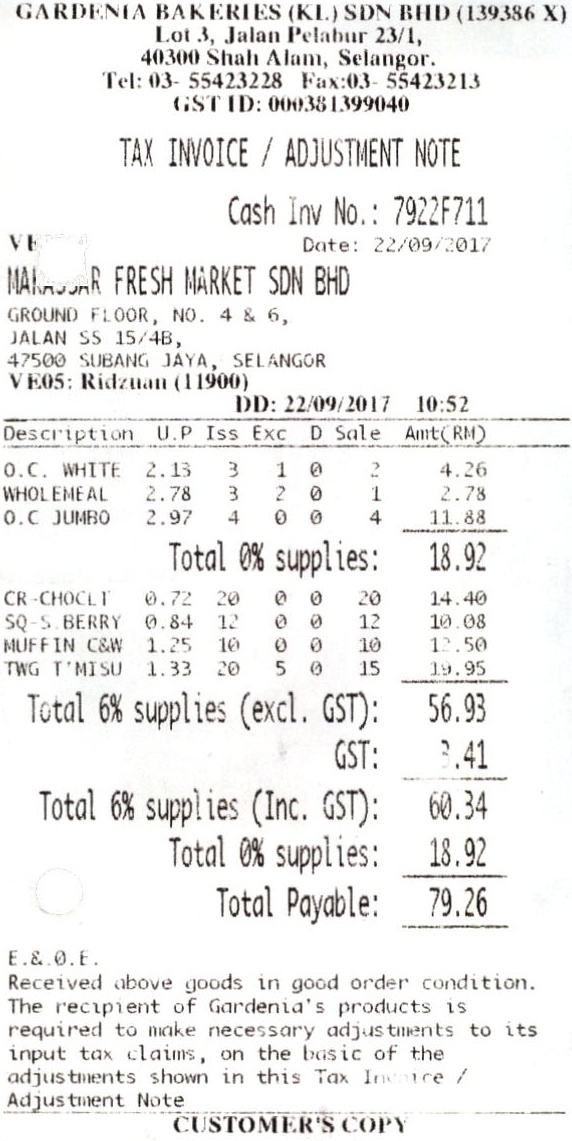 GARDENIA BAKERIES (KL) SDN BHD (139386 X)
Lot 3, Jalan Pelabur 23/1,
40300 Shah Alam, Selangor.
Tel: 03- 55423228 Fax:03- 55423213
GST ID: 000381399040
TAX INVOICE / ADJUSTMENT NOTE
Cash Inv No.: 7922F711
Date: 22/09/2017
FRESH MARKET SDN BHD
GROUND FLOOR, NO. 4 & 6,
JALAN SS 15/4B,
47500 SUBANG JAYA, SELANGOR
VE05: Ridzuan (11900)
DD: 22/09/2017 10:52
Description U.P Iss Exc D Sale Amt(RM)
O.C. WHITE 2.13 3 1 0 2 4.26
WHOLEMEAL 2.78 3 2 0 1 2.78
O.C JUMBO 2.97 4 0 0 4 11.88
Total 0% supplies: 18.92
CR-CHOCLT 0.72 20 0 0 20 14.40
SQ-S.BERRY 0.84 12 0 0 12 10.08
MUFFIN C&W 1.25 10 0 0 10 12.50
TWG T'MISU 1.33 20 5 0 15 19.95
Total 6% supplies (excl. GST): 56.93
GST: 3.41
Total 6% supplies (Inc. GST): 60.34
Total 0% supplies: 18.92
Total Payable: 79.26
E.&.O.E.
Received above goods in good order condition.
The recipient of Gardenia's products is
required to make necessary adjustments to its
input tax claims, on the basic of the
adjustments shown in this Tax Invoice /
Adjustment Note
CUSTOMER'S COPY